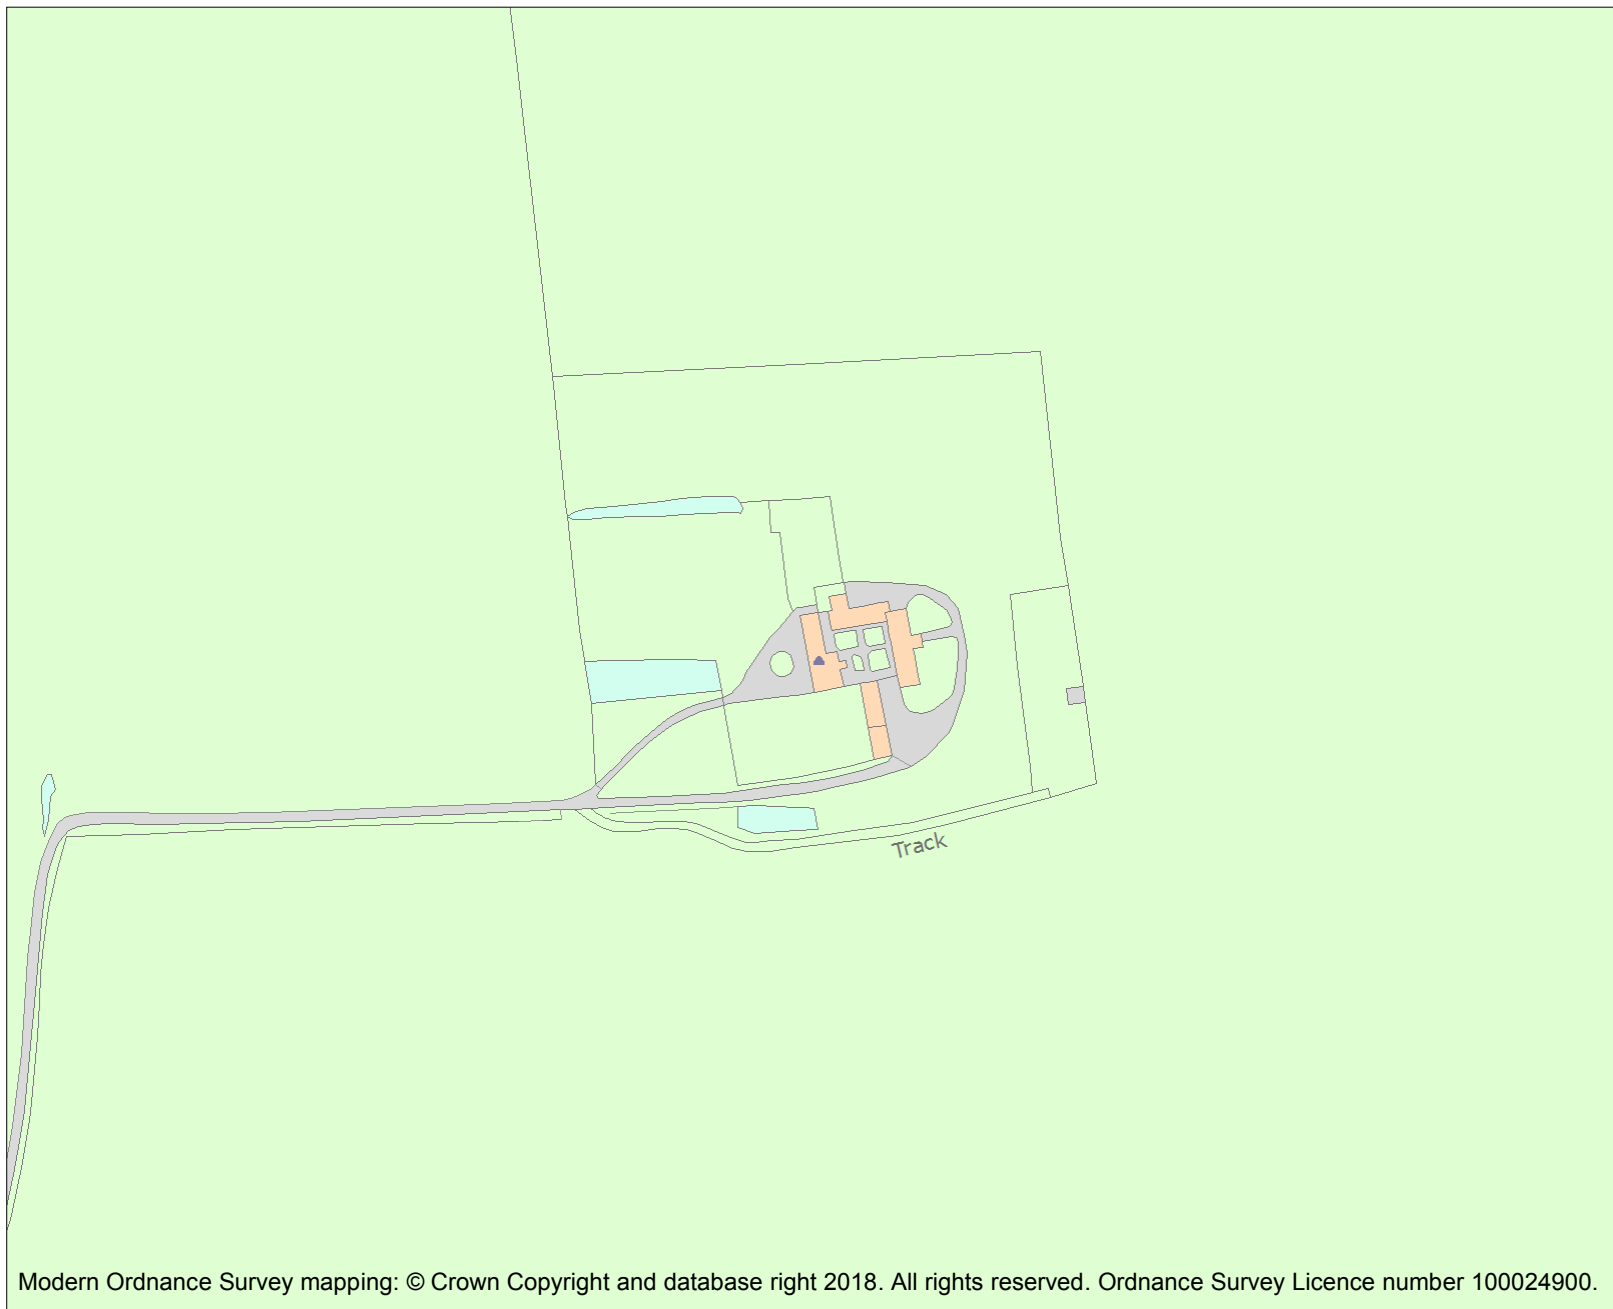 Track
Modern Ordnance Survey mapping: © Crown Copyright and database right 2018. All rights reserved. Ordnance Survey Licence number 100024900.